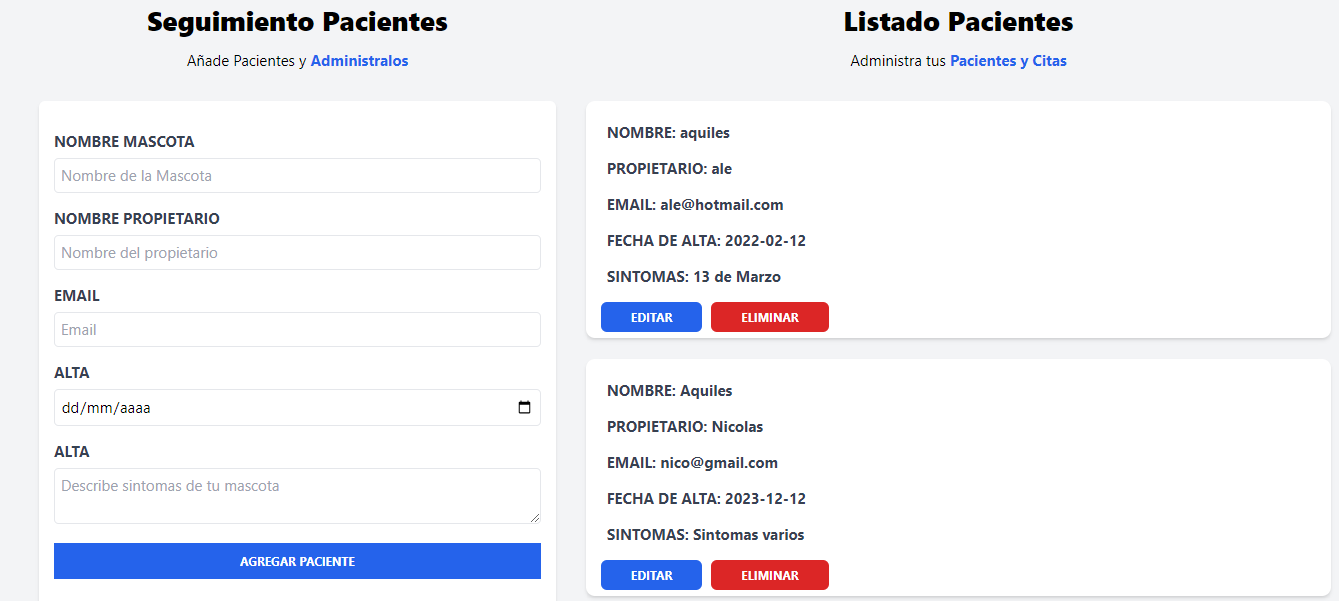 Seguimiento Pacientes
Añade Pacientes y Administralos
NOMBRE MASCOTA
Nombre de la Mascota
NOMBRE PROPIETARIO
Nombre del propietario
EMAIL
Email
ALTA
dd/mm/aaaa
ALTA
Describe sintomas de tu mascota
AGREGAR PACIENTE
Listado Pacientes
Administra tus Pacientes y Citas
NOMBRE: aquiles
PROPIETARIO: ale
EMAIL: ale@hotmail.com
FECHA DE ALTA: 2022-02-12
SINTOMAS: 13 de Marzo
EDITAR ELIMINAR
NOMBRE: Aquiles
PROPIETARIO: Nicolas
EMAIL: nico@gmail.com
FECHA DE ALTA: 2023-12-12
SINTOMAS: Sintomas varios
EDITAR ELIMINAR